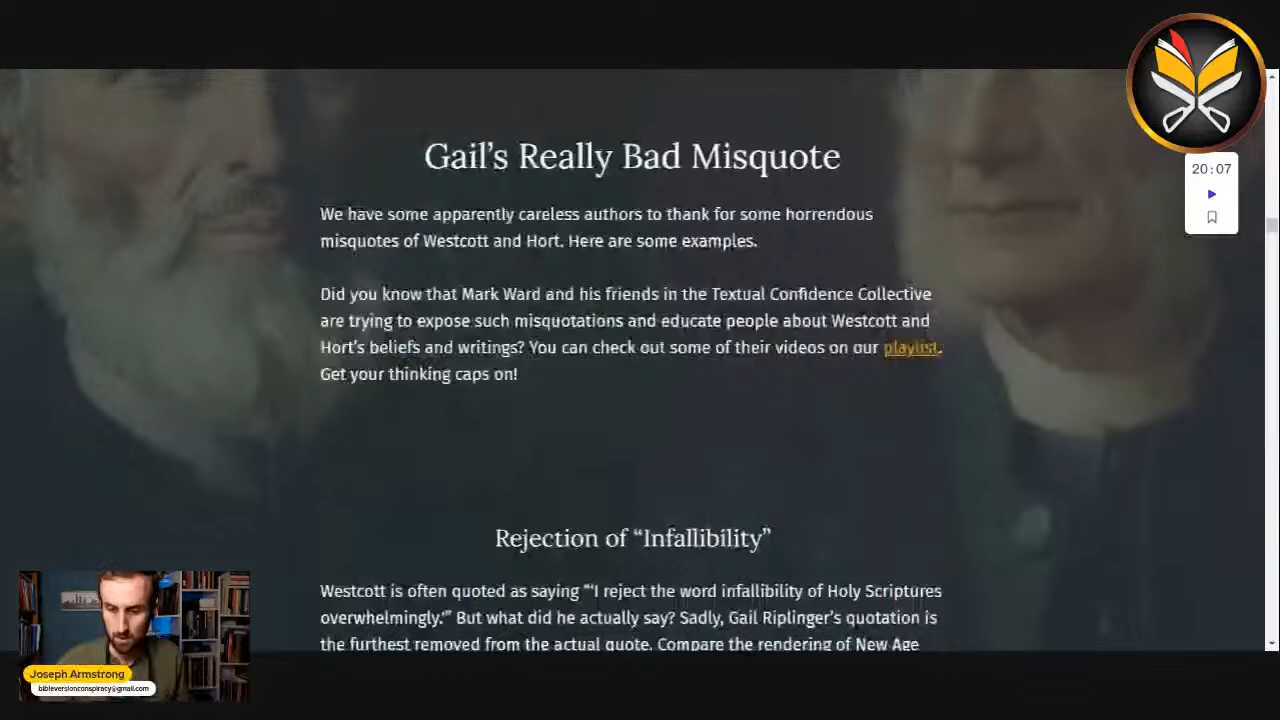 Gail's Really Bad Misquote
20:07
We have some apparently careless authors to thank for some horrendous
misquotes of Westcott and Hort. Here are some examples.
Did you know that Mark Ward and his friends in the Textual Confidence Collective
are trying to expose such misquotations and educate people about Westcott and
Hort's beliefs and writings? You can check out some of their videos on our playlist.
Get your thinking caps on!
Rejection of “Infallibility”
Westcott is often quoted as saying “‘I reject the word infallibility of Holy Scriptures
overwhelmingly.’” But what did he actually say? Sadly, Gail Riplinger's quotation is
the furthest removed from the actual quote. Compare the rendering of New Age
Joseph Armstrong
bibleversionconspiracy@gmail.com